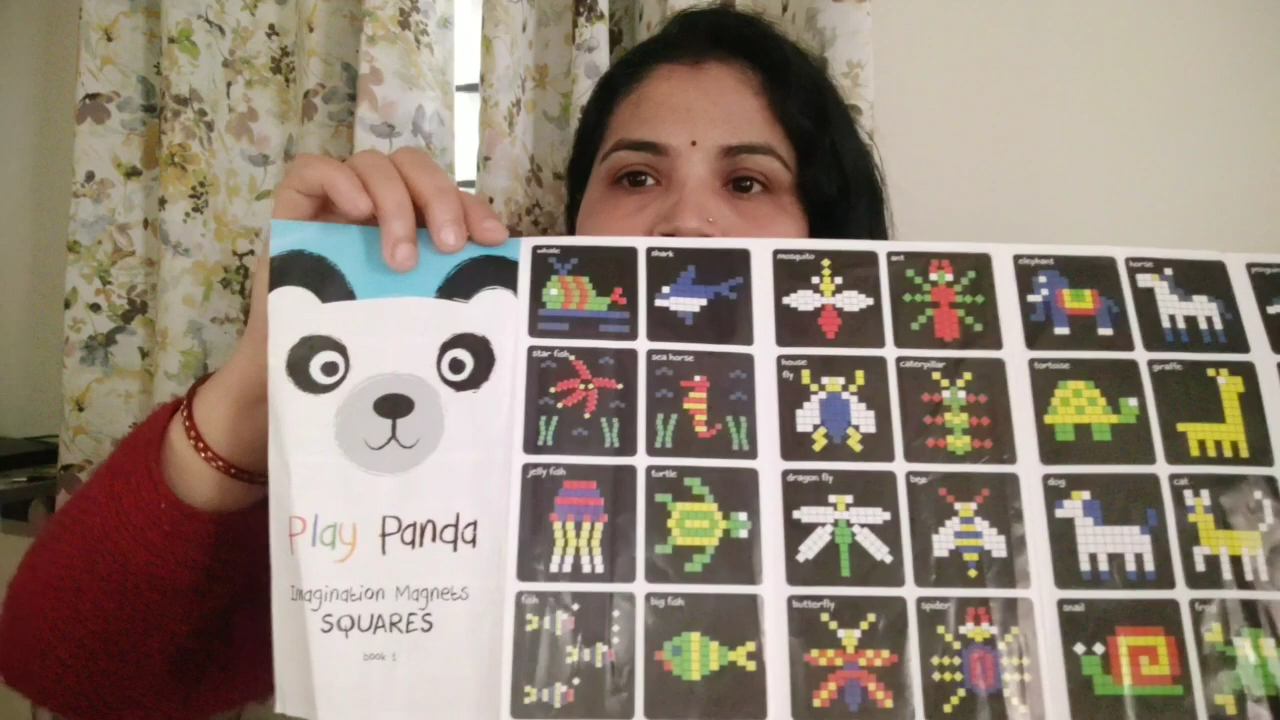 Play Panda
Imagination Magnets
SQUARES
book 1
whale
shark
star fish
sea horse
jelly fish
turtle
fish
big fish
mosquito
ant
house
fly
caterpillar
dragon fly
bee
butterfly
spider
elephant
horse
tortoise
giraffe
dog
cat
snail